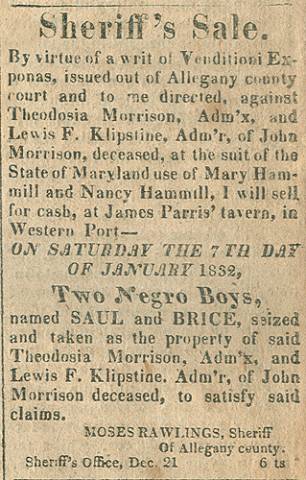 Sheriff's Sale.
By virtue of a writ of Venditioni Ex-
ponas, issued out of Allegany county
court and to me directed, against
Theodosia Morrison, Adm'x, and
Lewis F. Klipstine, Adm'r, of John
Morrison, deceased, at the suit of the
State of Maryland use of Mary Ham-
mill and Nancy Hammill, I will sell
for cash, at James Parris' tavern, in
Western Port—
ON SATURDAY THE 7TH DAY
OF JANUARY 1832,
Two Negro Boys,
named SAUL and BRICE, seized
and taken as the property of said
Theodosia Morrison, Adm'x, and
Lewis F. Klipstine. Adm'r, of John
Morrison deceased, to satisfy said
claims.
MOSES RAWLINGS, Sheriff
Of Allegany county.
Sheriff's Office, Dec. 21 6 ts